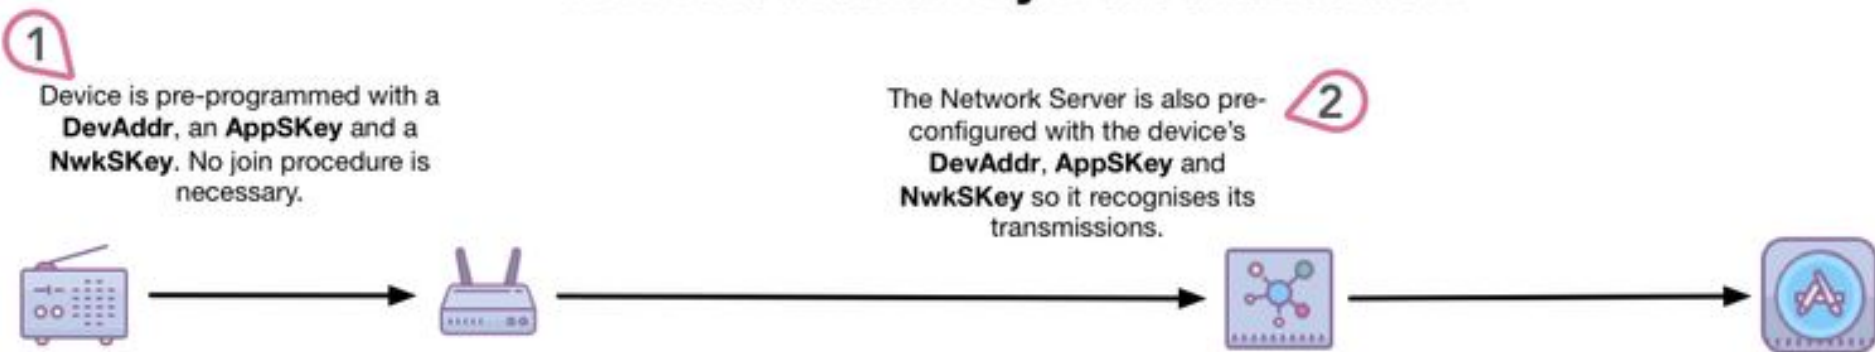 1
Device is pre-programmed with a
DevAddr, an AppSKey and a
NwkSKey. No join procedure is
necessary.
2
The Network Server is also pre-
configured with the device's
DevAddr, AppSKey and
NwkSKey so it recognises its
transmissions.